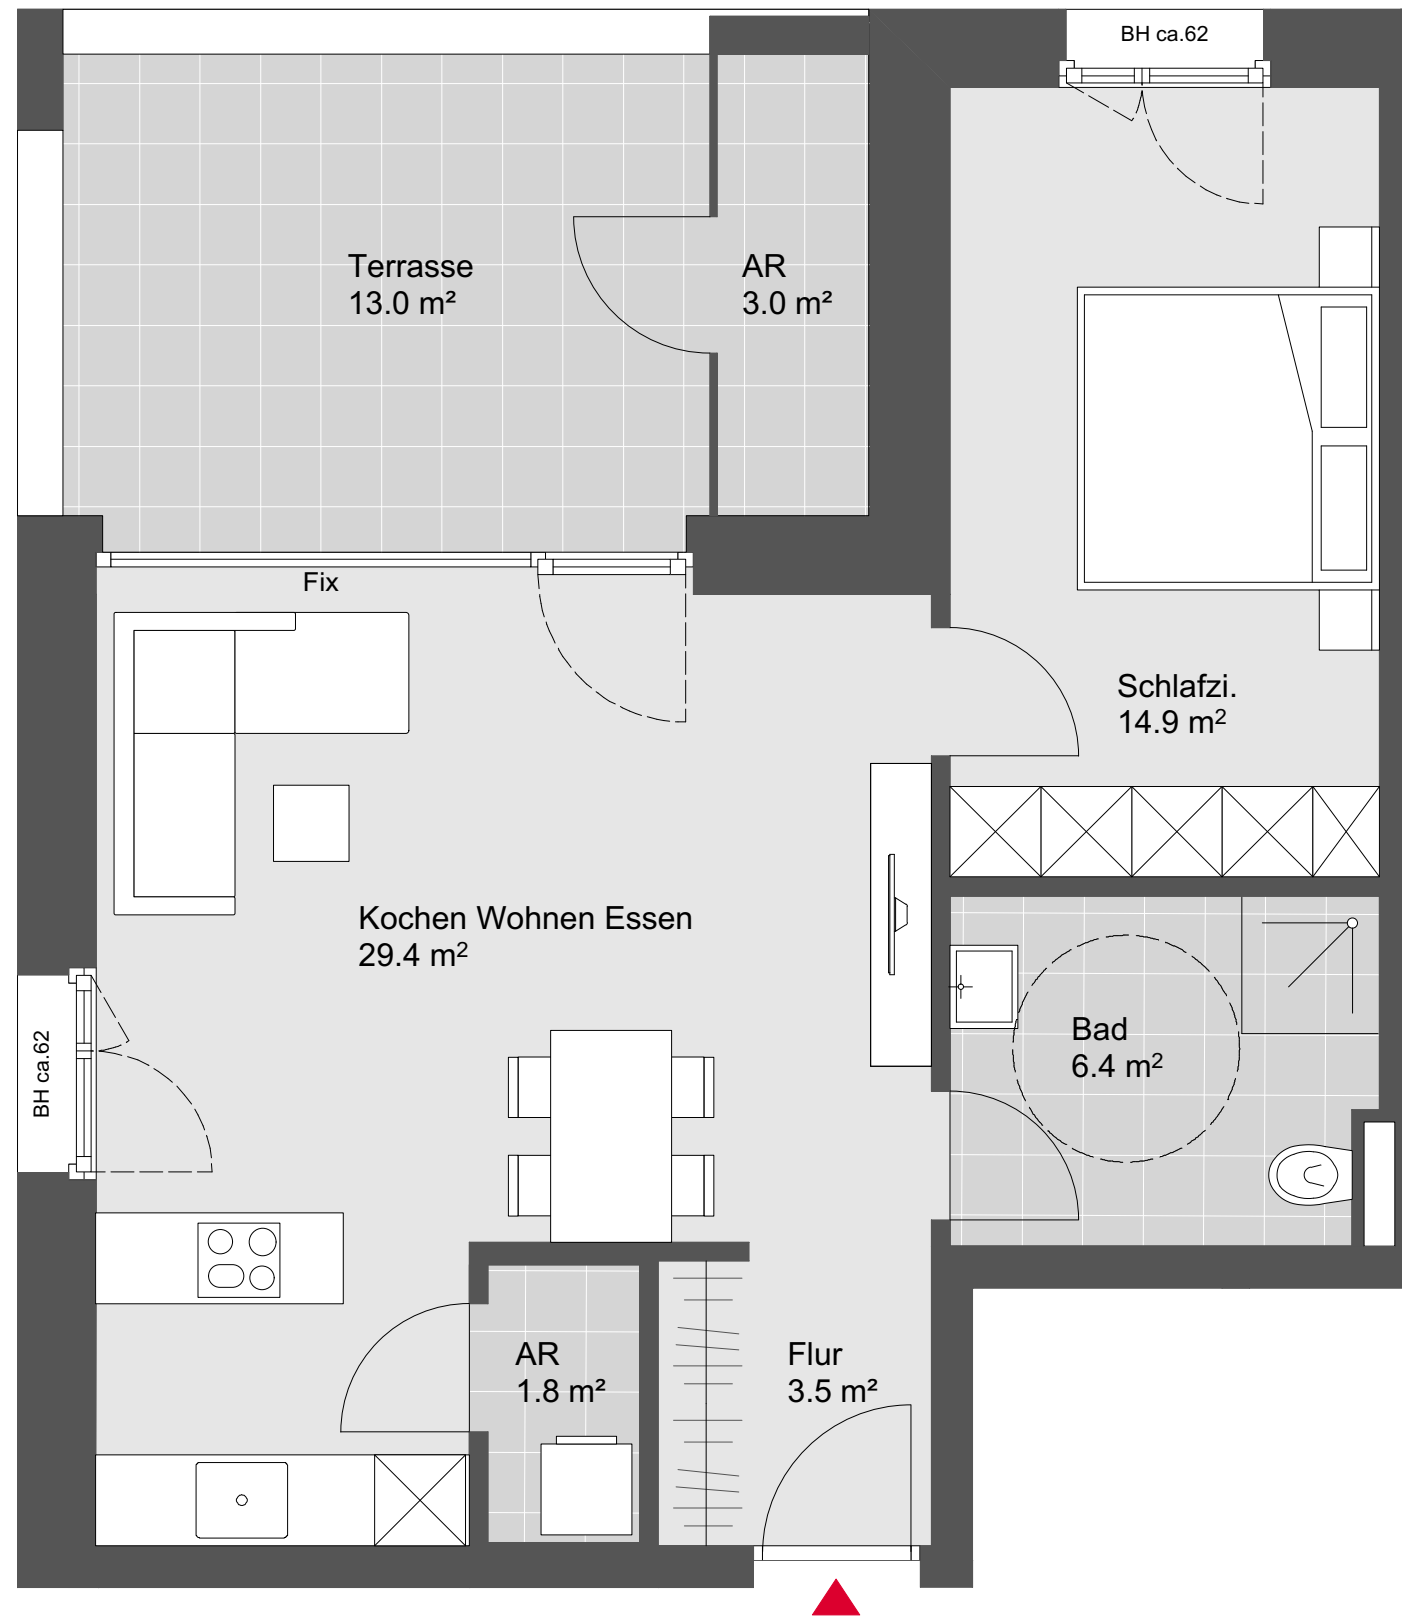 BH ca.62
Terrasse
13.0 m²
AR
3.0 m²
Fix
Schlafzi.
14.9 m²
Kochen Wohnen Essen
29.4 m²
BH ca.62
Bad
6.4 m²
AR
1.8 m²
Flur
3.5 m²